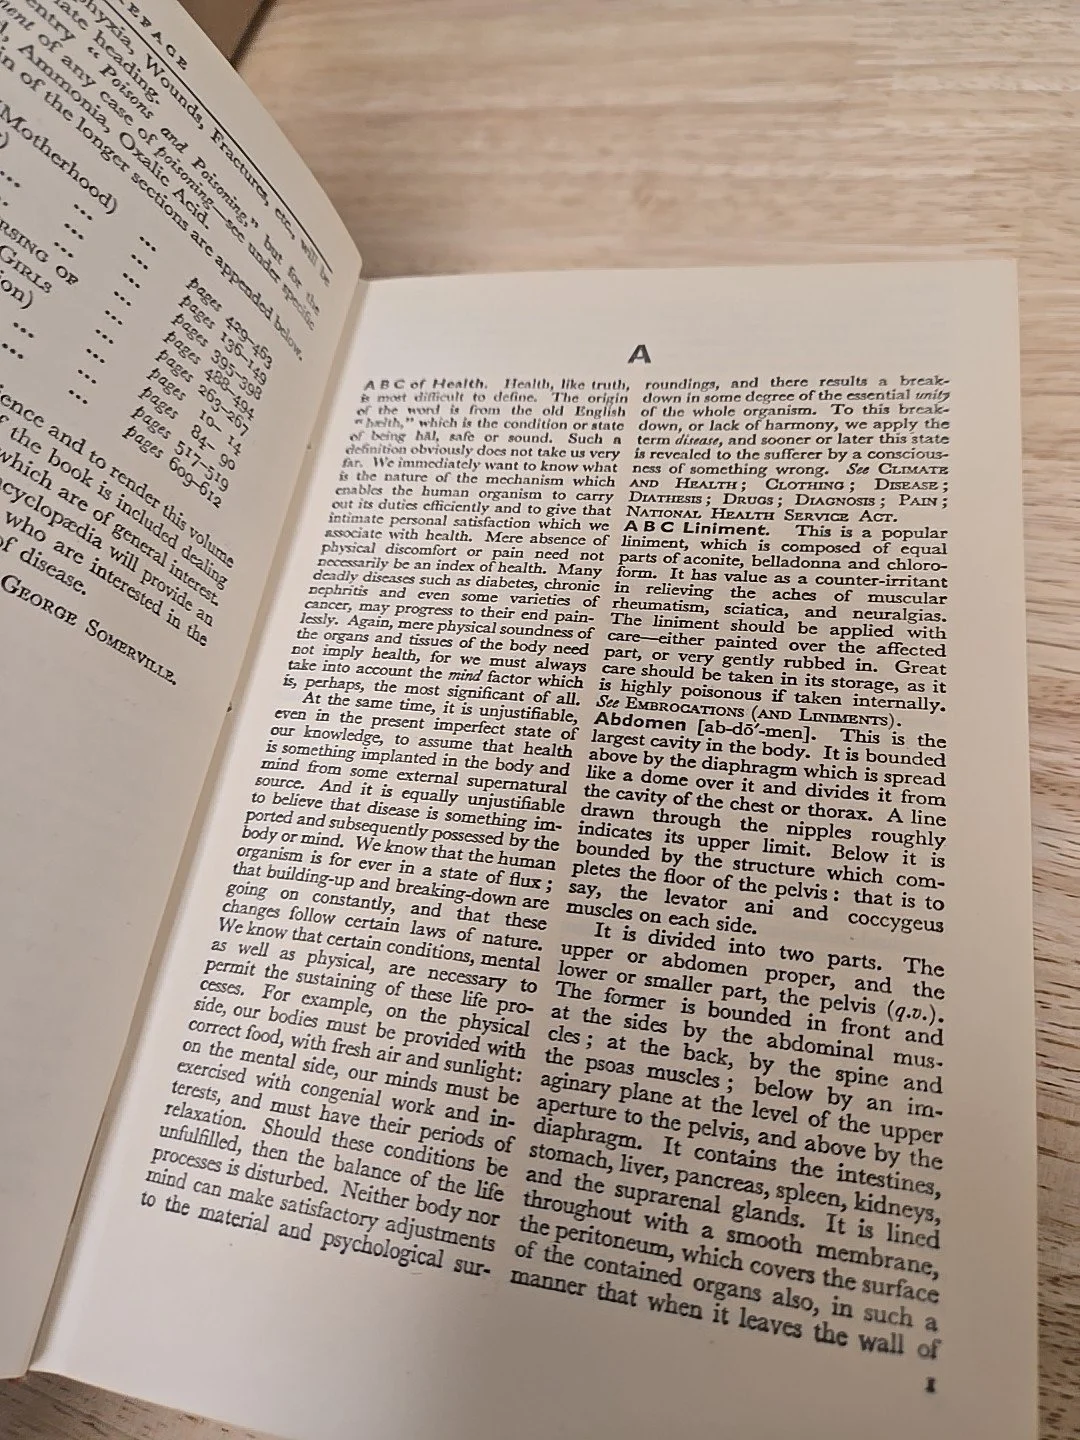 EFACE
phyxia, Wounds, Fractures, etc., will be
heading.
entry "Poisons and Poisoning," but for the
of any case of poisoning—see under specific
Ammonia, Oxalic Acid.
in of the longer sections are appended below.
(Motherhood) ...
... ... pages 429-463
... ... pages 136-149
... ... pages 395-398
RSING OF ... pages 488-494
GIRLS ... pages 263-267
... pages 10- 14
... ... pages 84- 90
... ... pages 517-519
... pages 609-612
and to render this volume
the book is included dealing
which are of general interest.
will provide an
who are interested in the
of disease.
GEORGE SOMERVILLE.
A
A B C of Health. Health, like truth,
is most difficult to define. The origin
of the word is from the old English
"hælth," which is the condition or state
of being hāl, safe or sound. Such a
definition obviously does not take us very
far. We immediately want to know what
is the nature of the mechanism which
enables the human organism to carry
out its duties efficiently and to give that
intimate personal satisfaction which we
associate with health. Mere absence of
physical discomfort or pain need not
necessarily be an index of health. Many
deadly diseases such as diabetes, chronic
nephritis and even some varieties of
cancer, may progress to their end pain-
lessly. Again, mere physical soundness of
the organs and tissues of the body need
not imply health, for we must always
take into account the mind factor which
is, perhaps, the most significant of all.
At the same time, it is unjustifiable,
even in the present imperfect state of
our knowledge, to assume that health
is something implanted in the body and
mind from some external supernatural
source. And it is equally unjustifiable
to believe that disease is something im-
ported and subsequently possessed by the
body or mind. We know that the human
organism is for ever in a state of flux;
that building-up and breaking-down are
going on constantly, and that these
changes follow certain laws of nature.
We know that certain conditions, mental
as well as physical, are necessary to
permit the sustaining of these life pro-
cesses. For example, on the physical
side, our bodies must be provided with
correct food, with fresh air and sunlight:
on the mental side, our minds must be
exercised with congenial work and in-
terests, and must have their periods of
relaxation. Should these conditions be
unfulfilled, then the balance of the life
processes is disturbed. Neither body nor
mind can make satisfactory adjustments
to the material and psychological sur-
roundings, and there results a break-
down in some degree of the essential unity
of the whole organism. To this break-
down, or lack of harmony, we apply the
term disease, and sooner or later this state
is revealed to the sufferer by a conscious-
ness of something wrong. See CLIMATE
AND HEALTH; CLOTHING; DISEASE;
DIATHESIS; DRUGS; DIAGNOSIS; PAIN;
NATIONAL HEALTH SERVICE ACT.
A B C Liniment. This is a popular
liniment, which is composed of equal
parts of aconite, belladonna and chloro-
form. It has value as a counter-irritant
in relieving the aches of muscular
rheumatism, sciatica, and neuralgias.
The liniment should be applied with
care—either painted over the affected
part, or very gently rubbed in. Great
care should be taken in its storage, as it
is highly poisonous if taken internally.
See EMBROCATIONS (AND LINIMENTS).
Abdomen [ab-dō'-men]. This is the
largest cavity in the body. It is bounded
above by the diaphragm which is spread
like a dome over it and divides it from
the cavity of the chest or thorax. A line
drawn through the nipples roughly
indicates its upper limit. Below it is
bounded by the structure which com-
pletes the floor of the pelvis: that is to
say, the levator ani and coccygeus
muscles on each side.
It is divided into two parts. The
upper or abdomen proper, and the
lower or smaller part, the pelvis (q.v.).
The former is bounded in front and
at the sides by the abdominal mus-
cles; at the back, by the spine and
the psoas muscles; below by an im-
aginary plane at the level of the upper
aperture to the pelvis, and above by the
diaphragm. It contains the intestines,
stomach, liver, pancreas, spleen, kidneys,
and the suprarenal glands. It is lined
throughout with a smooth membrane,
the peritoneum, which covers the surface
of the contained organs also, in such a
manner that when it leaves the wall of
1